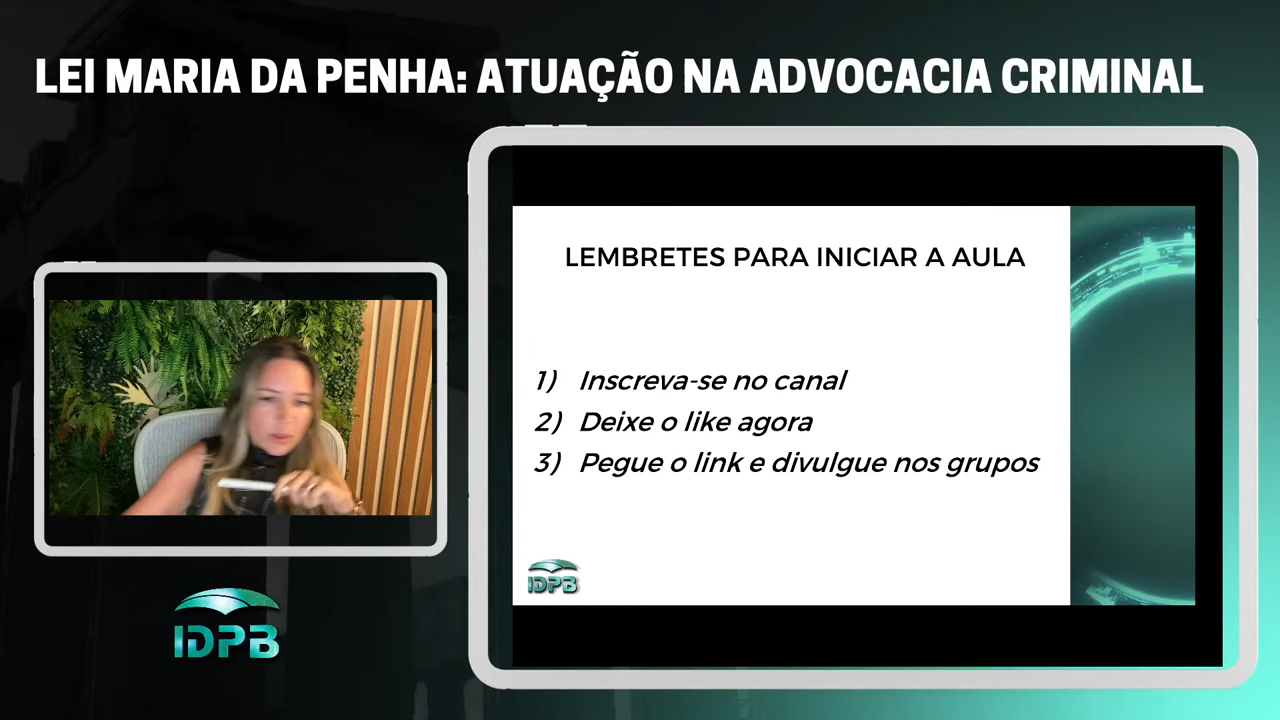 LEI MARIA DA PENHA: ATUAÇÃO NA ADVOCACIA CRIMINAL
LEMBRETES PARA INICIAR A AULA
1) Inscreva-se no canal
2) Deixe o like agora
3) Pegue o link e divulgue nos grupos
IDPB
IDPB